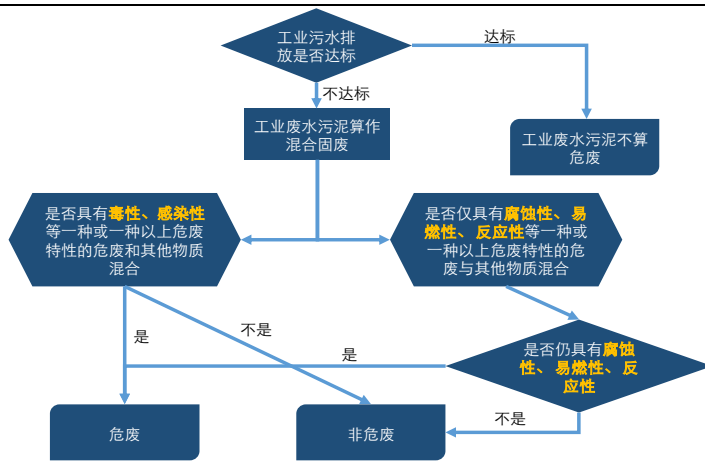 工业污水排
放是否达标
达标
不达标
工业废水污泥算作
混合固废
工业废水污泥不算
危废
是否具有毒性、感染性
等一种或一种以上危废
特性的危废和其他物质
混合
是否仅具有腐蚀性、易
燃性、反应性等一种或
一种以上危废特性的危
废与其他物质混合
是
不是
是
是否仍具有腐蚀
性、易燃性、反
应性
不是
危废
非危废